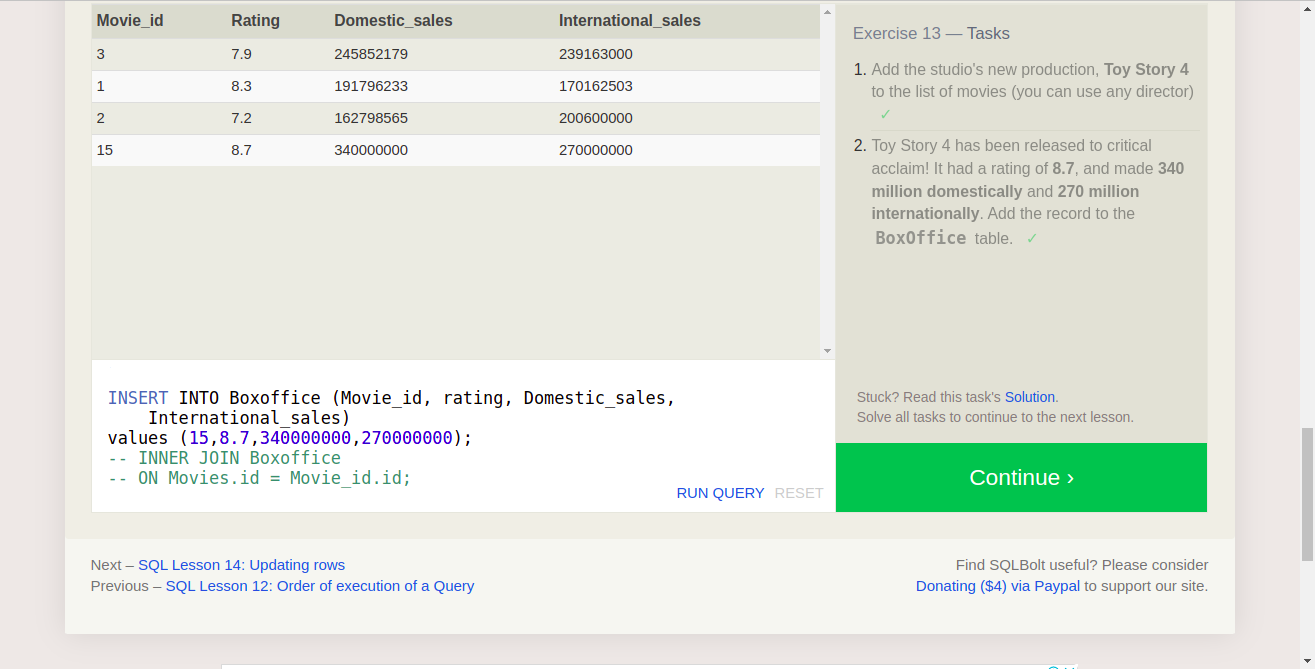 Movie_id Rating Domestic_sales International_sales
3 7.9 245852179 239163000
1 8.3 191796233 170162503
2 7.2 162798565 200600000
15 8.7 340000000 270000000
INSERT INTO Boxoffice (Movie_id, rating, Domestic_sales,
International_sales)
values (15,8.7,340000000,270000000);
-- INNER JOIN Boxoffice
-- ON Movies.id = Movie_id.id;
RUN QUERY RESET
Exercise 13 — Tasks
1. Add the studio's new production, Toy Story 4
to the list of movies (you can use any director)
✓
2. Toy Story 4 has been released to critical
acclaim! It had a rating of 8.7, and made 340
million domestically and 270 million
internationally. Add the record to the
BoxOffice table. ✓
Stuck? Read this task's Solution.
Solve all tasks to continue to the next lesson.
Continue ›
Next – SQL Lesson 14: Updating rows
Previous – SQL Lesson 12: Order of execution of a Query
Find SQLBolt useful? Please consider
Donating ($4) via Paypal to support our site.